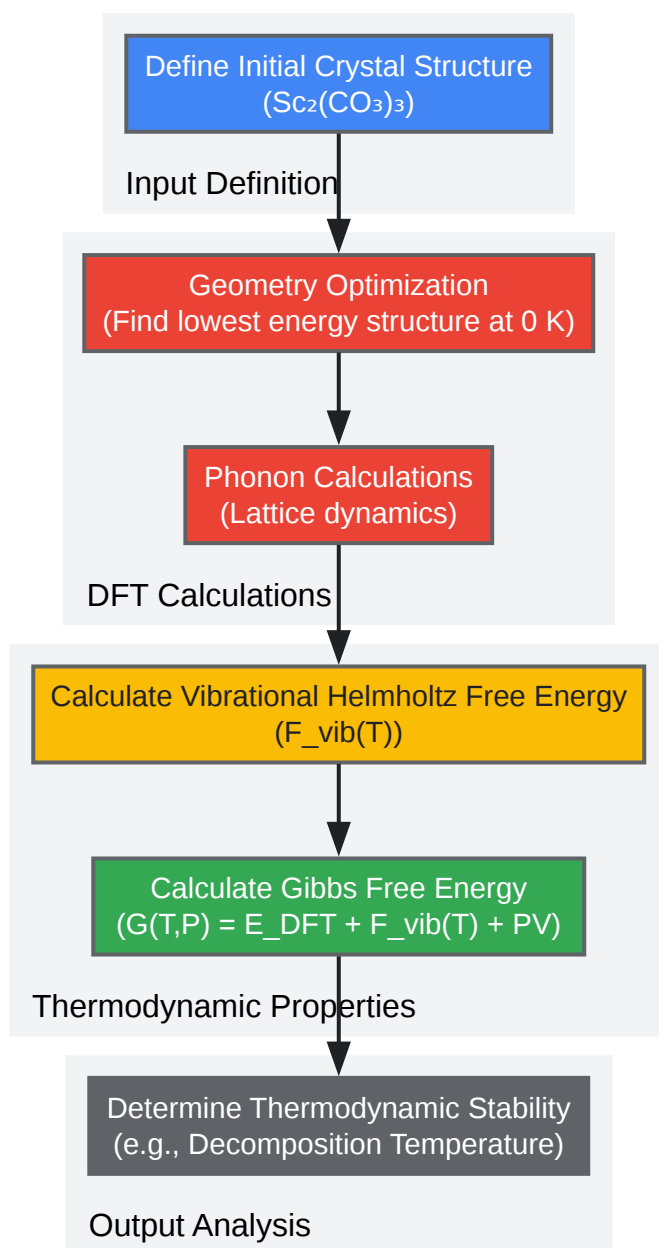 Define Initial Crystal Structure
(Sc₂(CO₃)₃)
Input Definition
Geometry Optimization
(Find lowest energy structure at 0 K)
Phonon Calculations
(Lattice dynamics)
DFT Calculations
Calculate Vibrational Helmholtz Free Energy
(F_vib(T))
Calculate Gibbs Free Energy
(G(T,P) = E_DFT + F_vib(T) + PV)
Thermodynamic Properties
Determine Thermodynamic Stability
(e.g., Decomposition Temperature)
Output Analysis